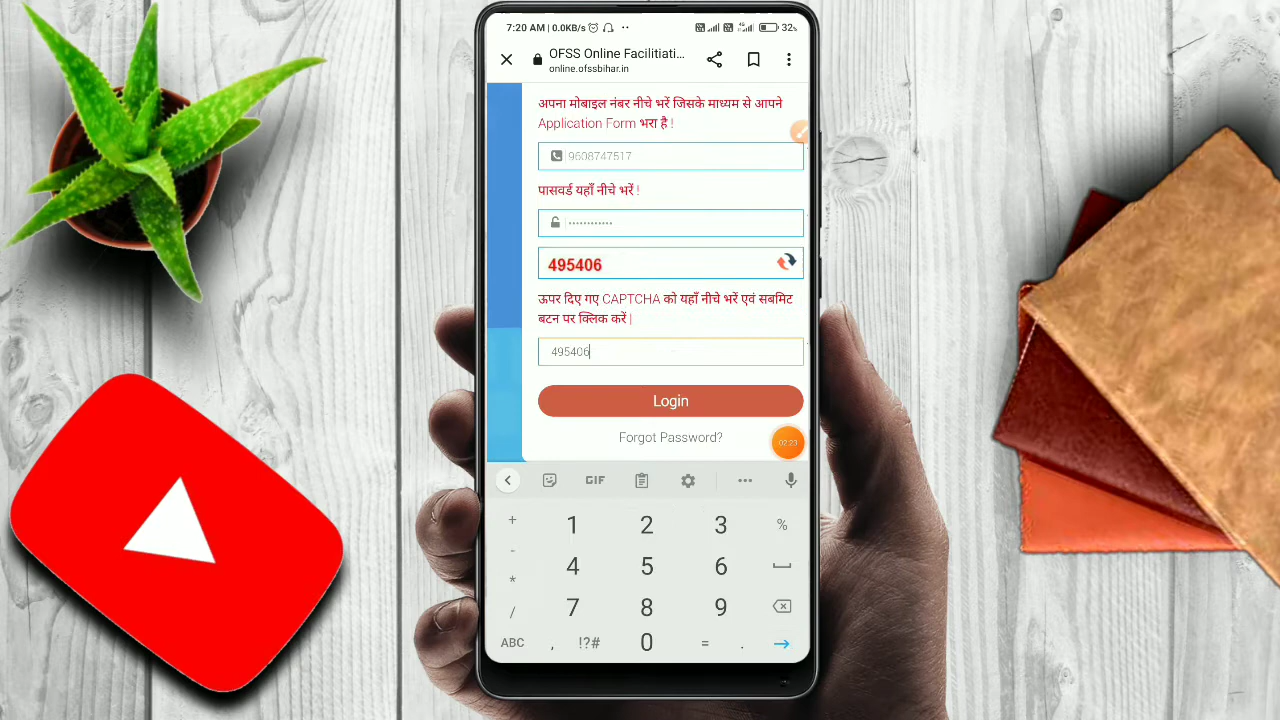 7:20 AM | 0.0KB/s
32%
OFSS Online Facilitiati...
online.ofssbihar.in
अपना मोबाइल नंबर नीचे भरें जिसके माध्यम से आपने
Application Form भरा है !
9608747517
पासवर्ड यहाँ नीचे भरें !
••••••••••••
495406
ऊपर दिए गए CAPTCHA को यहाँ नीचे भरें एवं सबमिट
बटन पर क्लिक करें |
495406
Login
Forgot Password?
02:23
GIF
+ 1 2 3 %
- 4 5 6
* 7 8 9
/
ABC , !?# 0 = .